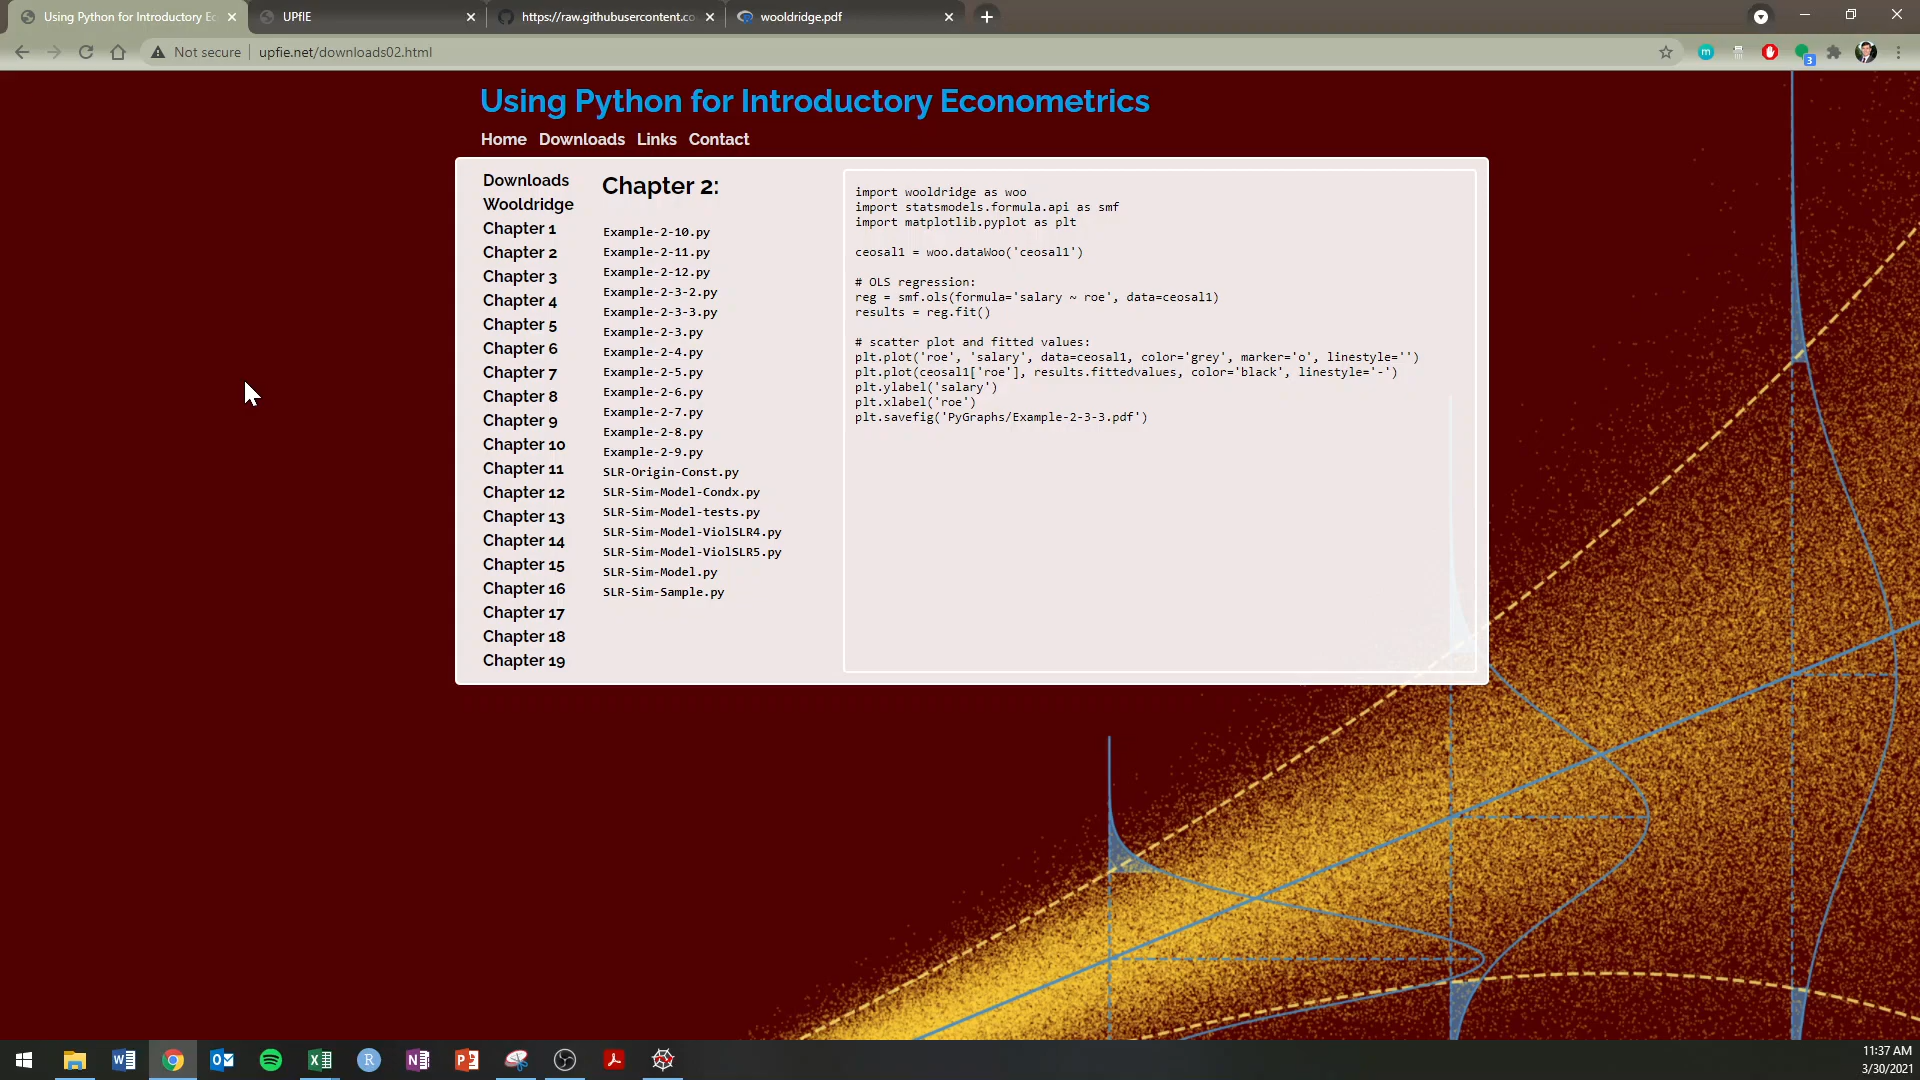 Using Python for Introductory Ec
UPfIE
https://raw.githubusercontent.co
wooldridge.pdf
Not secure
upfie.net/downloads02.html
m
3
Using Python for Introductory Econometrics
Home Downloads Links Contact
Downloads
Wooldridge
Chapter 1
Chapter 2
Chapter 3
Chapter 4
Chapter 5
Chapter 6
Chapter 7
Chapter 8
Chapter 9
Chapter 10
Chapter 11
Chapter 12
Chapter 13
Chapter 14
Chapter 15
Chapter 16
Chapter 17
Chapter 18
Chapter 19
Chapter 2:
Example-2-10.py
Example-2-11.py
Example-2-12.py
Example-2-3-2.py
Example-2-3-3.py
Example-2-3.py
Example-2-4.py
Example-2-5.py
Example-2-6.py
Example-2-7.py
Example-2-8.py
Example-2-9.py
SLR-Origin-Const.py
SLR-Sim-Model-Condx.py
SLR-Sim-Model-tests.py
SLR-Sim-Model-ViolSLR4.py
SLR-Sim-Model-ViolSLR5.py
SLR-Sim-Model.py
SLR-Sim-Sample.py
import wooldridge as woo
import statsmodels.formula.api as smf
import matplotlib.pyplot as plt
ceosal1 = woo.dataWoo('ceosal1')
# OLS regression:
reg = smf.ols(formula='salary ~ roe', data=ceosal1)
results = reg.fit()
# scatter plot and fitted values:
plt.plot('roe', 'salary', data=ceosal1, color='grey', marker='o', linestyle='')
plt.plot(ceosal1['roe'], results.fittedvalues, color='black', linestyle='-')
plt.ylabel('salary')
plt.xlabel('roe')
plt.savefig('PyGraphs/Example-2-3-3.pdf')
11:37 AM
3/30/2021